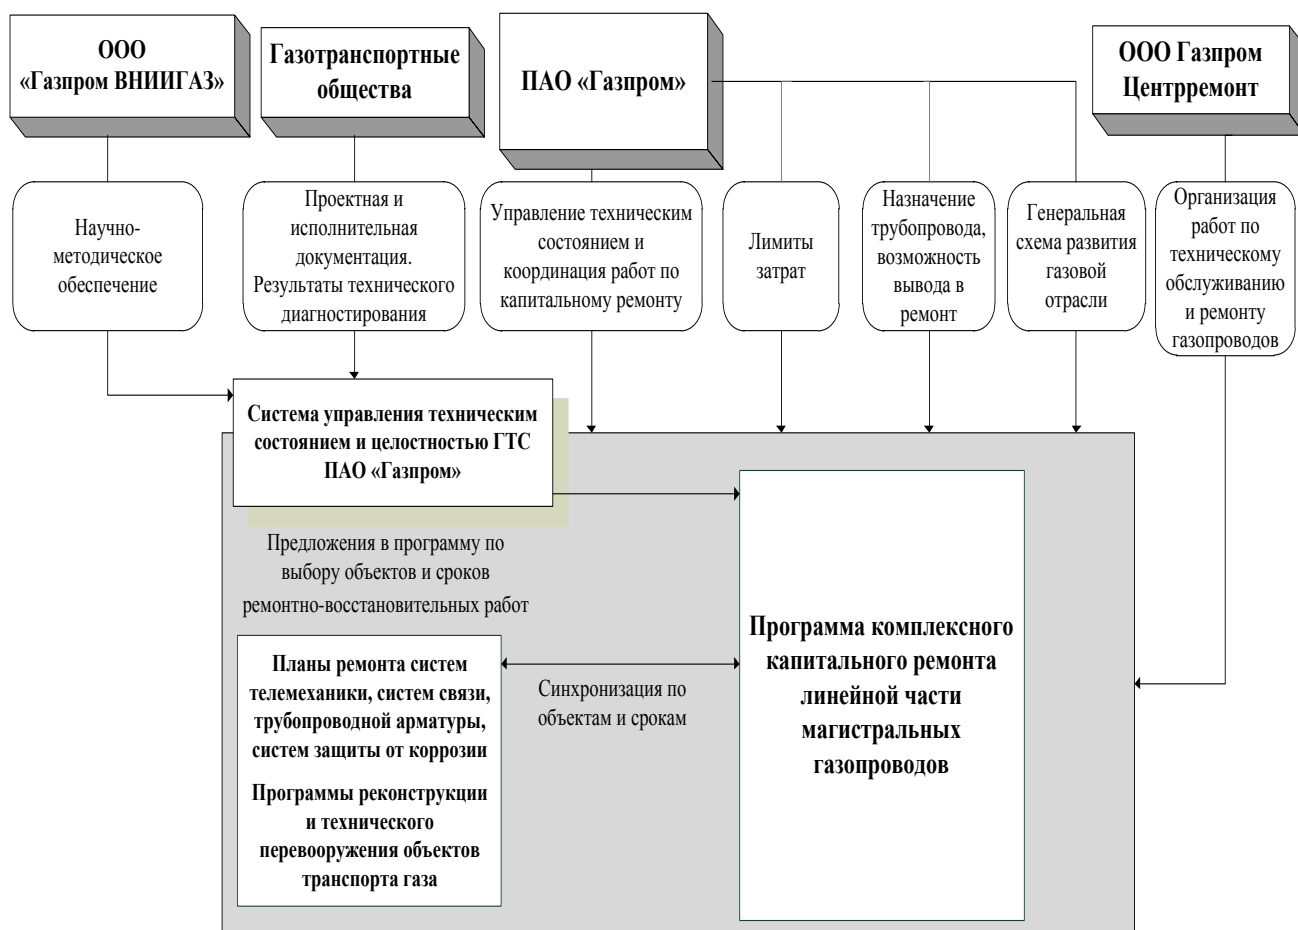 ООО
«Газпром ВНИИГАЗ»
Газотранспортные
общества
ПАО «Газпром»
ООО Газпром
Центрремонт
Научно-
методическое
обеспечение
Проектная и
исполнительная
документация.
Результаты технического
диагностирования
Управление техническим
состоянием и
координация работ по
капитальному ремонту
Лимиты
затрат
Назначение
трубопровода,
возможность
вывода в
ремонт
Генеральная
схема развития
газовой
отрасли
Организация
работ по
техническому
обслуживанию
и ремонту
газопроводов
Система управления техническим
состоянием и целостностью ГТС
ПАО «Газпром»
Предложения в программу по
выбору объектов и сроков
ремонтно-восстановительных работ
Планы ремонта систем
телемеханики, систем связи,
трубопроводной арматуры,
систем защиты от коррозии
Программы реконструкции
и технического
перевооружения объектов
транспорта газа
Синхронизация по
объектам и срокам
Программа комплексного
капитального ремонта
линейной части
магистральных
газопроводов